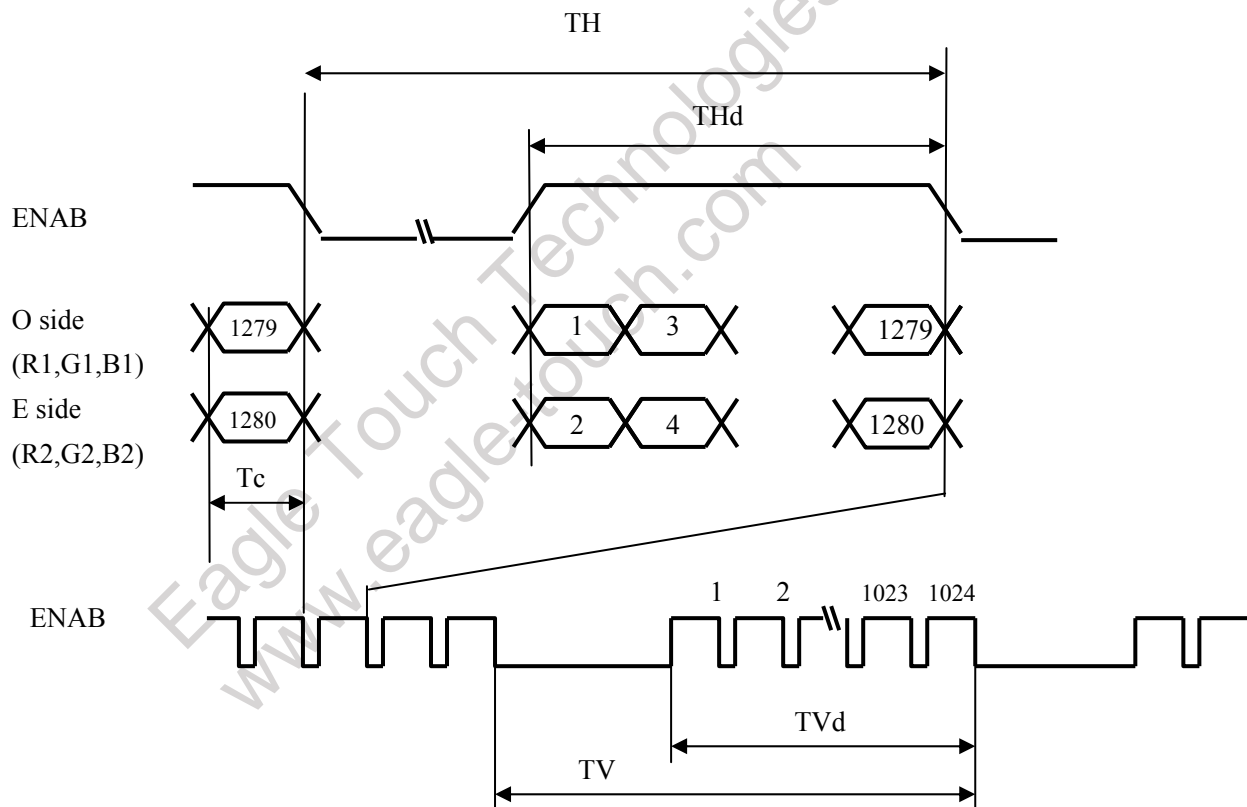 TH
THd
ENAB
O side
(R1,G1,B1)
1279
1
3
1279
E side
(R2,G2,B2)
1280
2
4
1280
Tc
ENAB
1
2
1023
1024
TVd
TV
Eagle Touch Technologies
www.eagle-touch.com